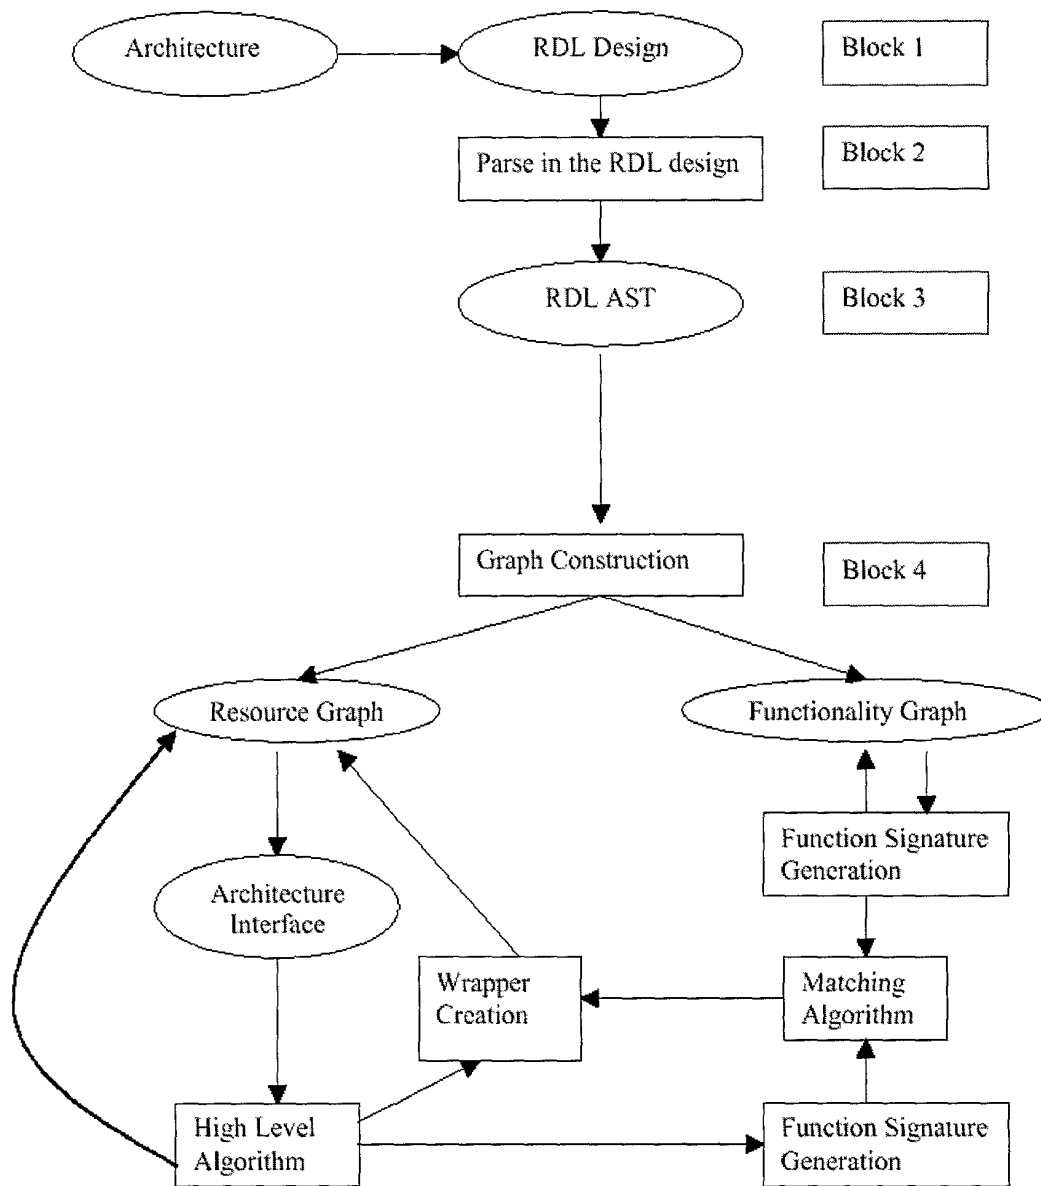 Architecture
RDL Design
Block 1
Parse in the RDL design
Block 2
RDL AST
Block 3
Graph Construction
Block 4
Resource Graph
Functionality Graph
Function Signature
Generation
Architecture
Interface
Wrapper
Creation
Matching
Algorithm
High Level
Algorithm
Function Signature
Generation